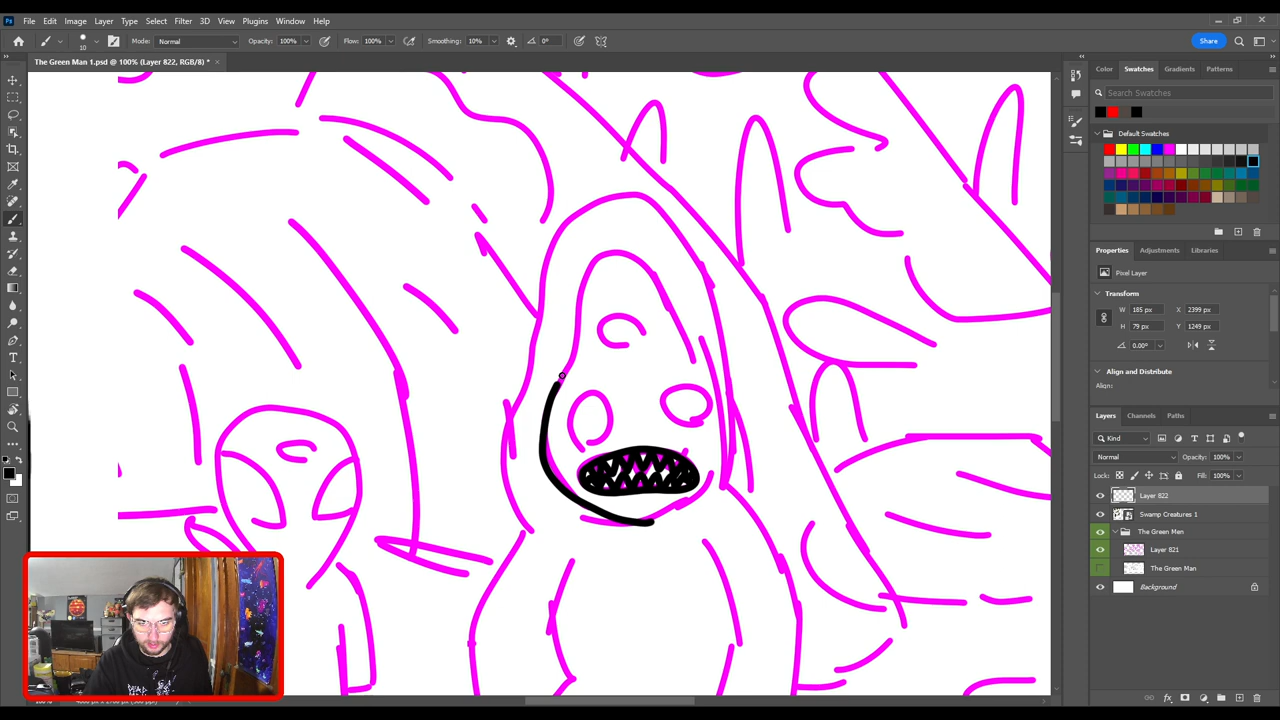 Ps File Edit Image Layer Type Select Filter 3D View Plugins Window Help
10 Mode: Normal Opacity: 100% Flow: 100% Smoothing: 10% 0° Share
The Green Man 1.psd @ 100% (Layer 822, RGB/8) * ×
Color Swatches Gradients Patterns
Search Swatches
Default Swatches
Properties Adjustments Libraries
Pixel Layer
Transform
W 185 px X 2399 px
H 79 px Y 1249 px
0.00°
Align and Distribute
Align:
Layers Channels Paths
Kind
Normal Opacity: 100%
Lock: Fill: 100%
Layer 822
Swamp Creatures 1
The Green Men
Layer 821
The Green Man
Background